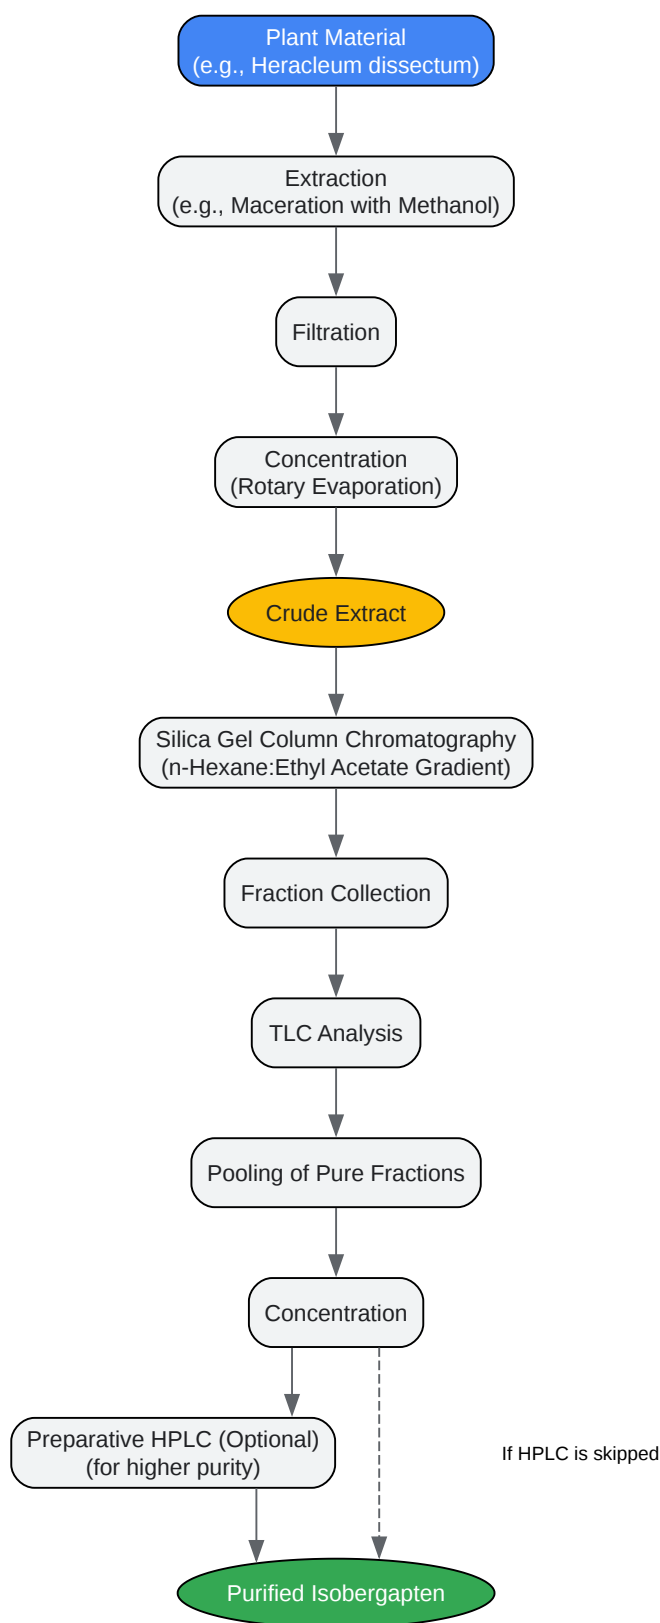 Plant Material
(e.g., Heracleum dissectum)
Extraction
(e.g., Maceration with Methanol)
Filtration
Concentration
(Rotary Evaporation)
Crude Extract
Silica Gel Column Chromatography
(n-Hexane:Ethyl Acetate Gradient)
Fraction Collection
TLC Analysis
Pooling of Pure Fractions
Concentration
Preparative HPLC (Optional)
(for higher purity)
If HPLC is skipped
Purified Isobergapten